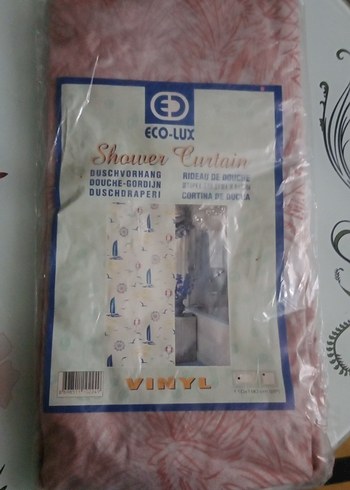 ECO-LUX
Shower Curtain
DUSCHVORHANG
DOUCHE-GORDIJN
DUSCHDRAPERI
RIDEAU DE DOUCHE
CORTINA DE DUCHA
VINYL